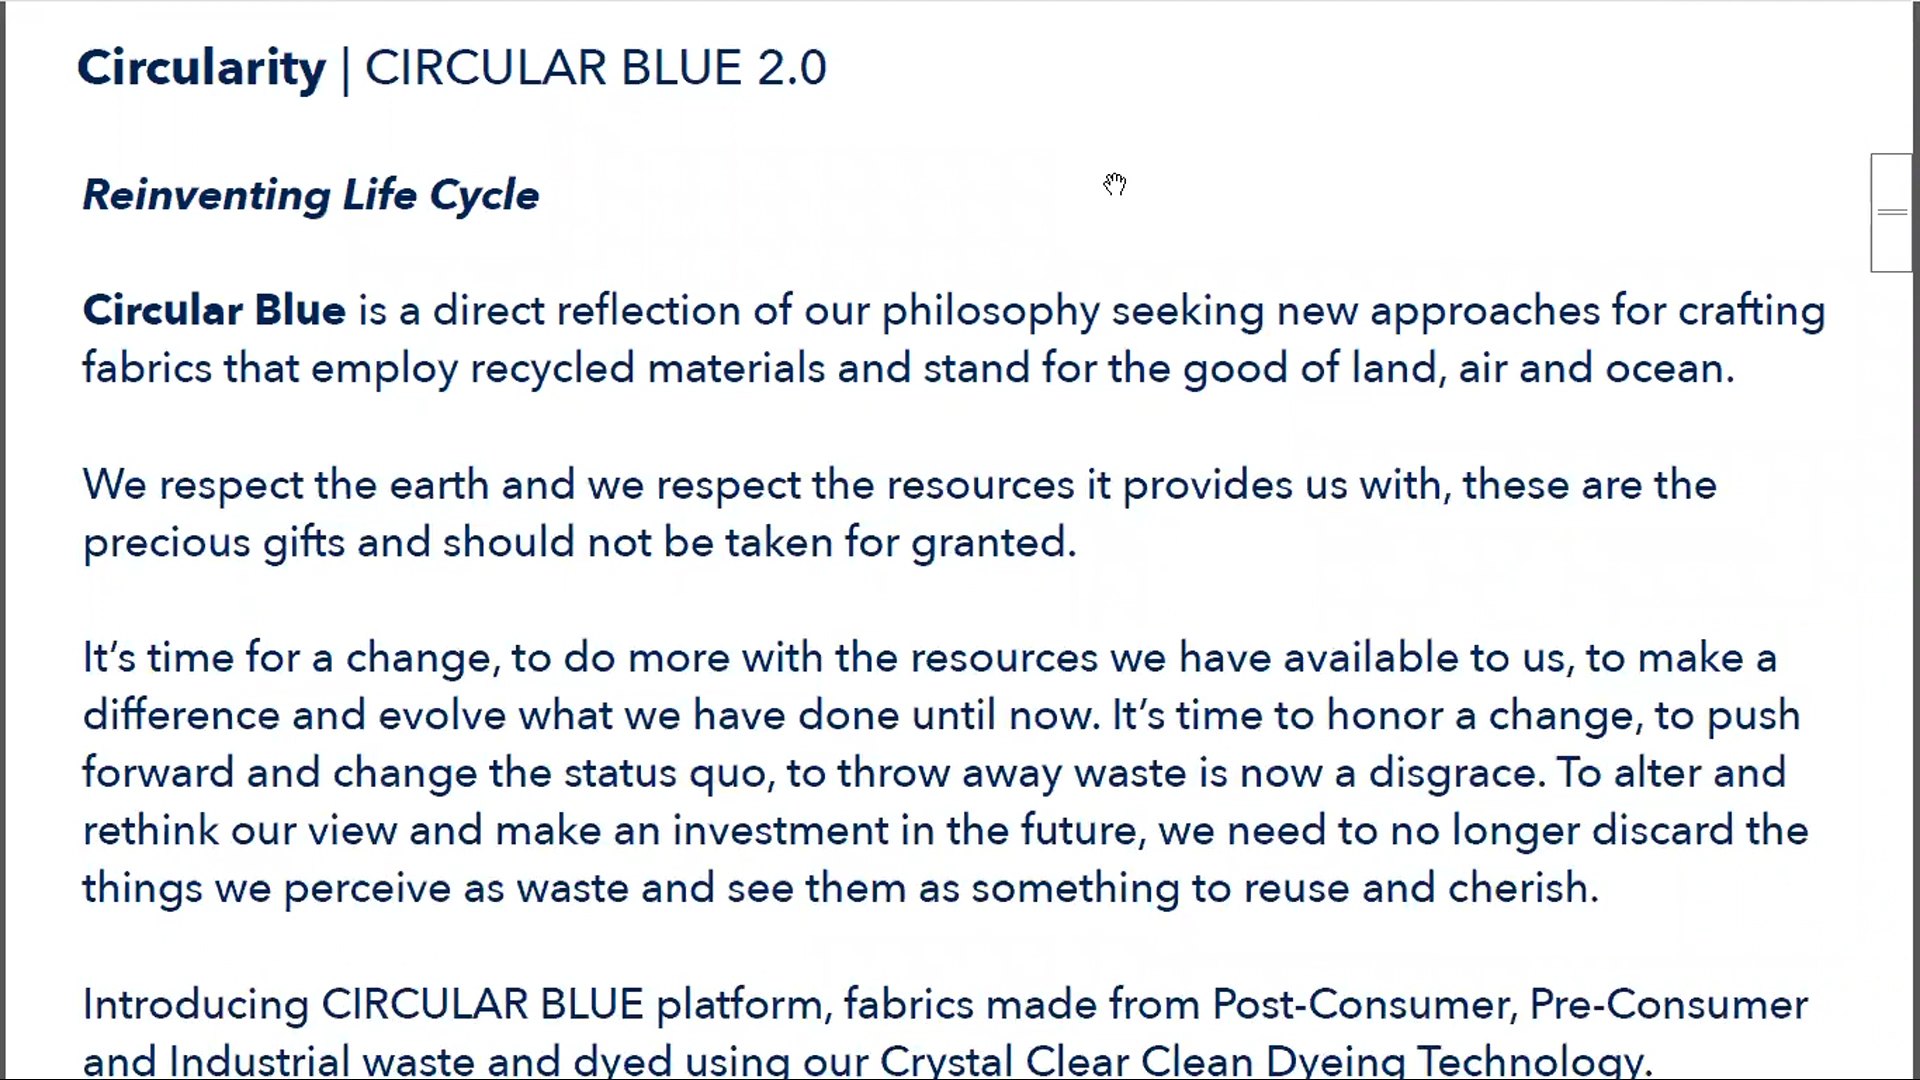 Circularity | CIRCULAR BLUE 2.0
Reinventing Life Cycle
Circular Blue is a direct reflection of our philosophy seeking new approaches for crafting
fabrics that employ recycled materials and stand for the good of land, air and ocean.
We respect the earth and we respect the resources it provides us with, these are the
precious gifts and should not be taken for granted.
It’s time for a change, to do more with the resources we have available to us, to make a
difference and evolve what we have done until now. It’s time to honor a change, to push
forward and change the status quo, to throw away waste is now a disgrace. To alter and
rethink our view and make an investment in the future, we need to no longer discard the
things we perceive as waste and see them as something to reuse and cherish.
Introducing CIRCULAR BLUE platform, fabrics made from Post-Consumer, Pre-Consumer
and Industrial waste and dyed using our Crystal Clear Clean Dyeing Technology.